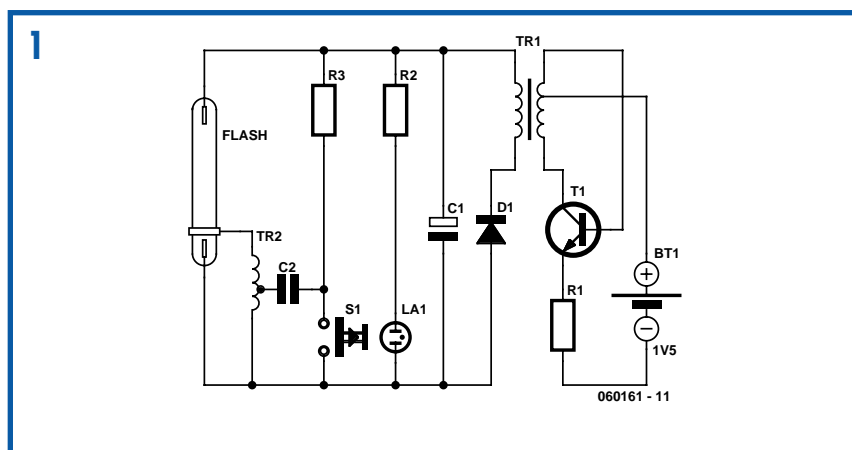 1
TR1
R3
R2
FLASH
T1
C1
D1
TR2
BT1
C2
S1
LA1
R1
+
−
1V5
060161 - 11